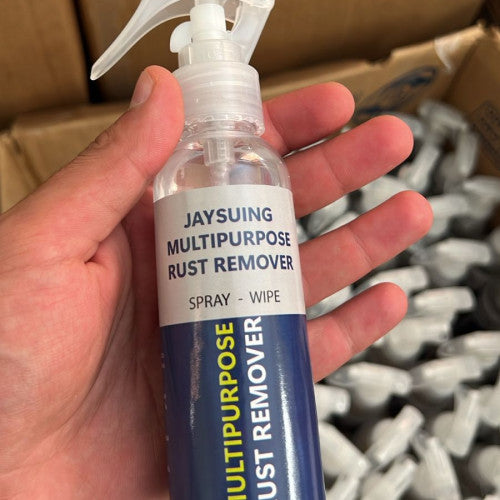 JAYSUING
MULTIPURPOSE
RUST REMOVER
SPRAY - WIPE
MULTIPURPOSE
RUST REMOVER